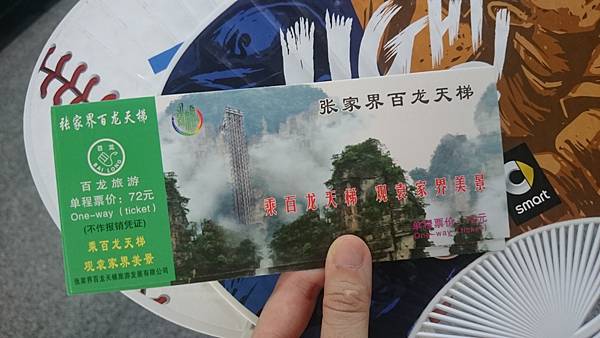 张家界百龙天梯
百龙
BAI LONG
百龙旅游
单程票价：72元
One-way（ticket）
(不作报销凭证)
乘百龙天梯
观袁家界美景
张家界百龙天梯旅游发展有限公司
张家界百龙天梯
乘百龙天梯 观袁家界美景
单程票价：72元
One-way（ticket）
smart